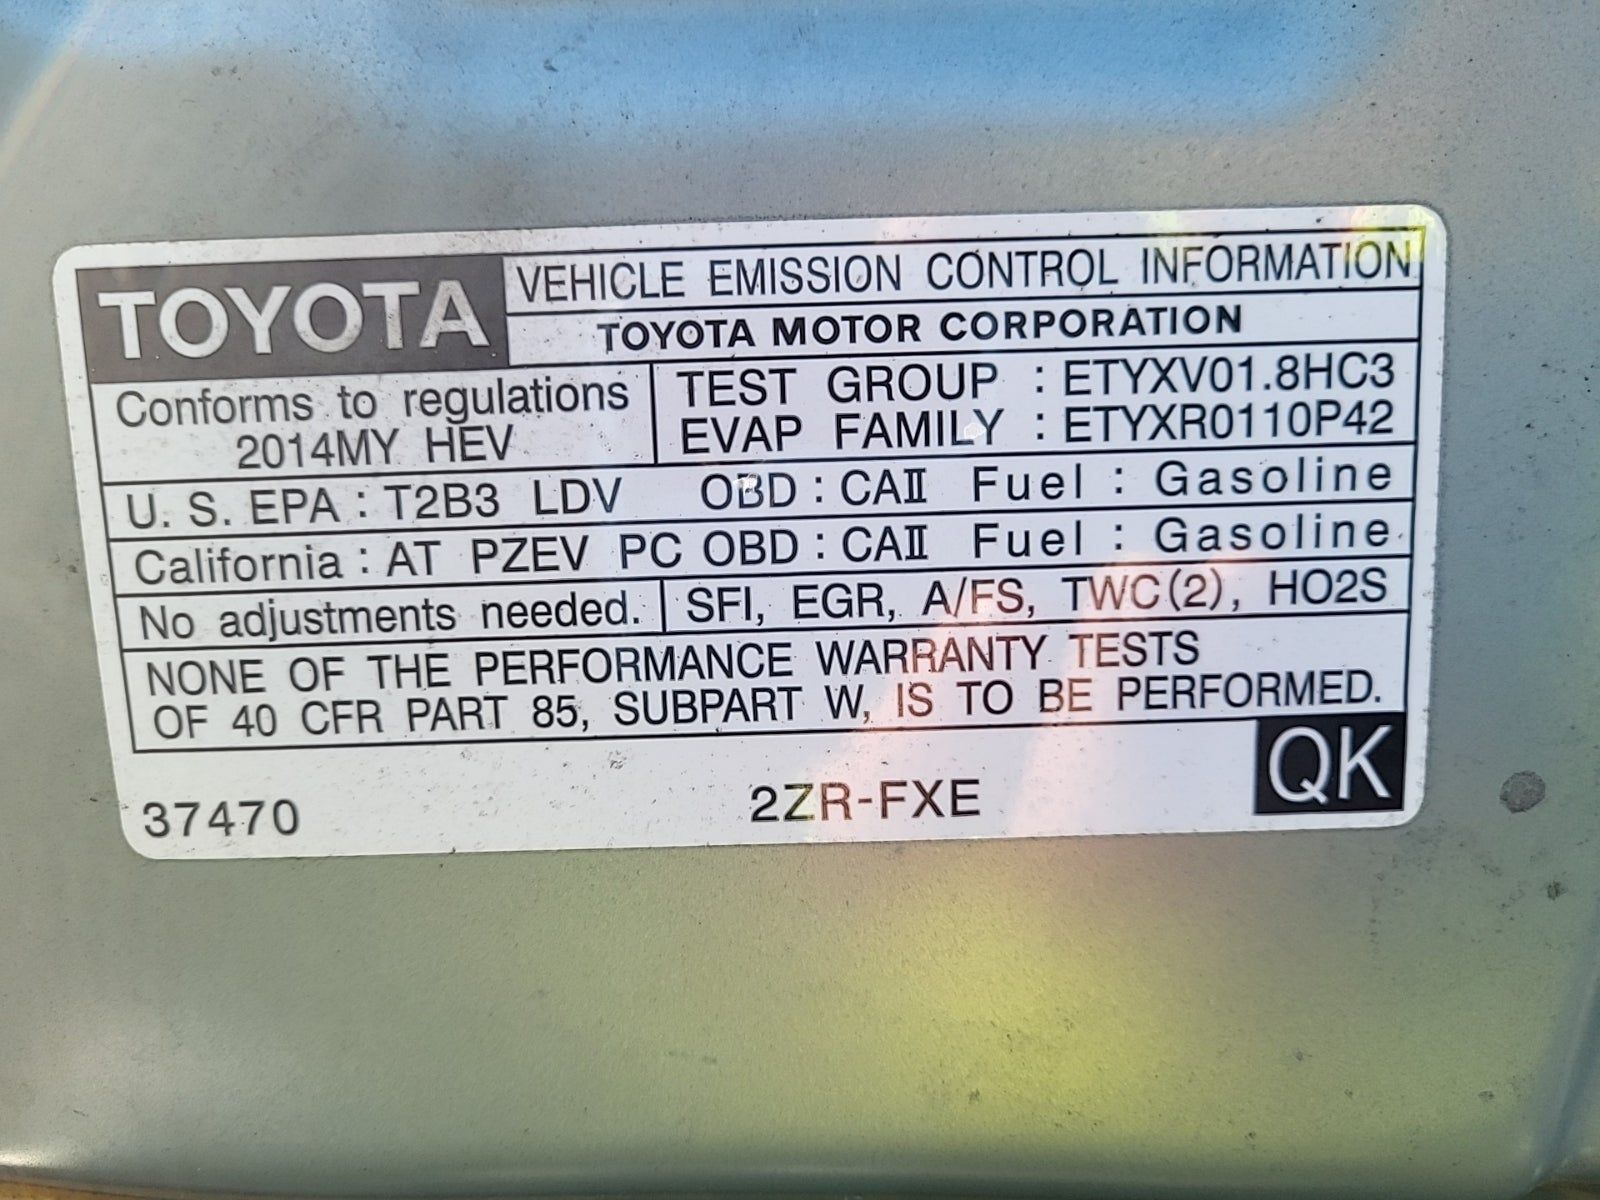 TOYOTA
VEHICLE EMISSION CONTROL INFORMATION
TOYOTA MOTOR CORPORATION
Conforms to regulations
2014MY HEV
TEST GROUP : ETYXV01.8HC3
EVAP FAMILY : ETYXR0110P42
U. S. EPA : T2B3 LDV OBD : CAⅡ Fuel : Gasoline
California : AT PZEV PC OBD : CAⅡ Fuel : Gasoline
No adjustments needed. SFI, EGR, A/FS, TWC(2), HO2S
NONE OF THE PERFORMANCE WARRANTY TESTS
OF 40 CFR PART 85, SUBPART W, IS TO BE PERFORMED.
37470 2ZR-FXE QK